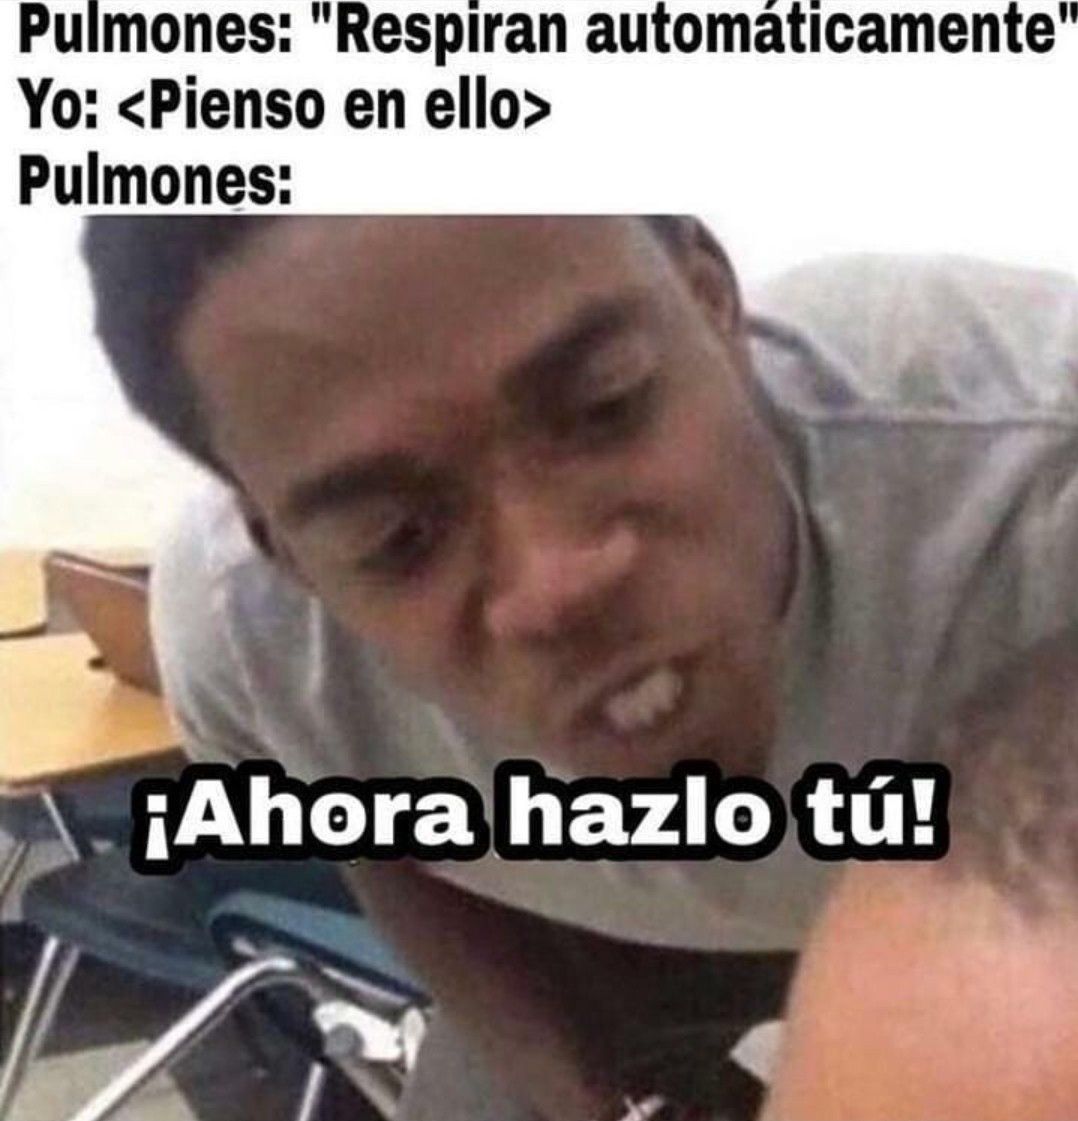 Pulmones: "Respiran automáticamente"
Yo: <Pienso en ello>
Pulmones:
¡Ahora hazlo tú!